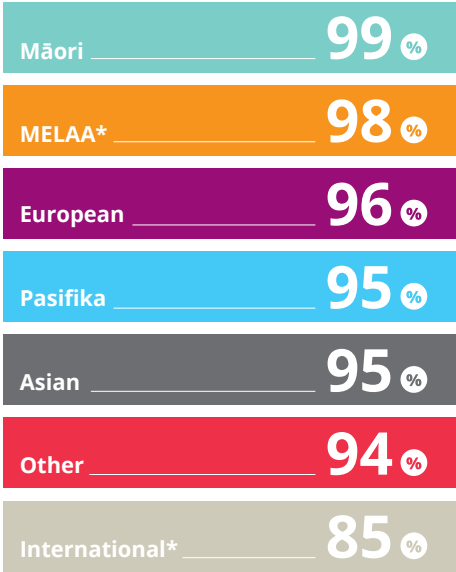 Māori 99%
MELAA* 98%
European 96%
Pasifika 95%
Asian 95%
Other 94%
International* 85%